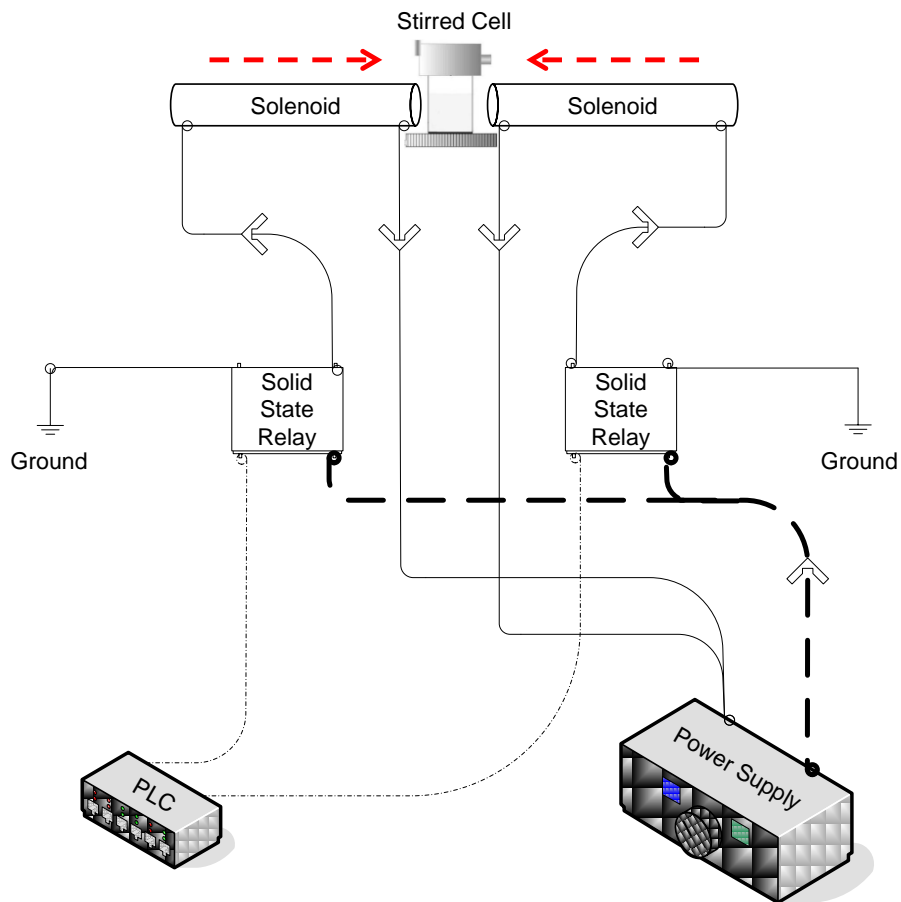 Stirred Cell
Solenoid
Solenoid
Solid
State
Relay
Solid
State
Relay
Ground
Ground
PLC
Power Supply